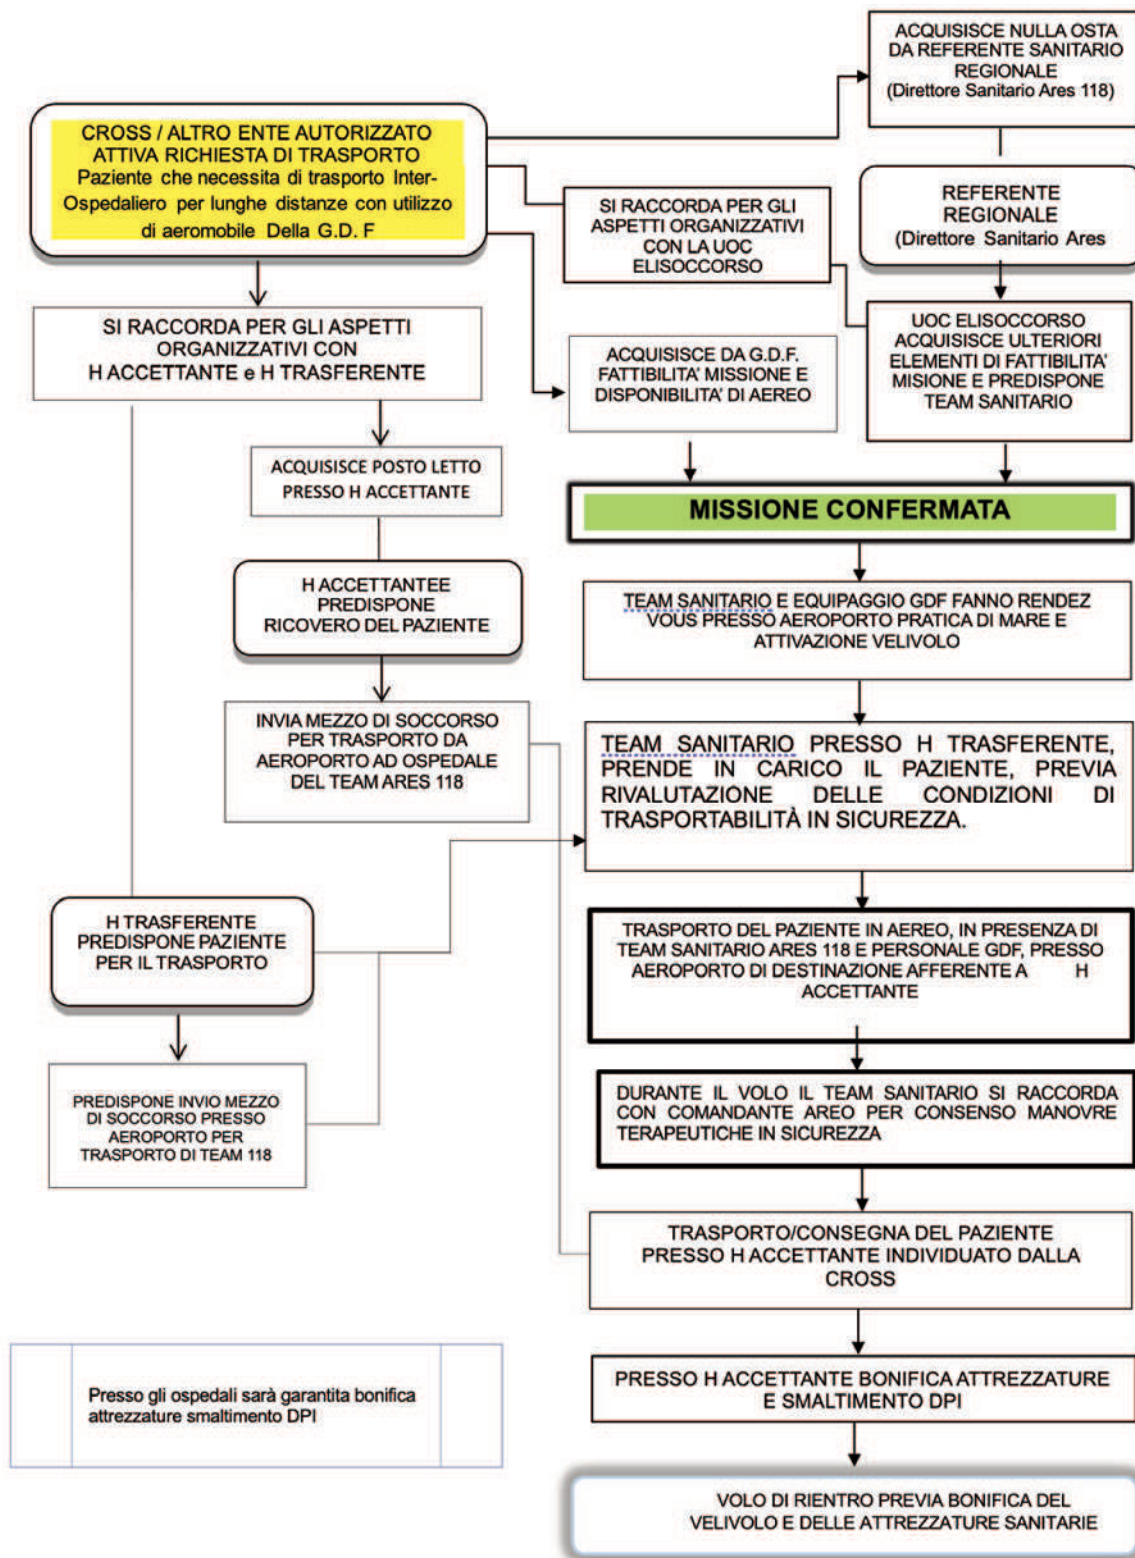 ACQUISISCE NULLA OSTA
DA REFERENTE SANITARIO
REGIONALE
(Direttore Sanitario Ares 118)
CROSS / ALTRO ENTE AUTORIZZATO
ATTIVA RICHIESTA DI TRASPORTO
Paziente che necessita di trasporto Inter-
Ospedaliero per lunghe distanze con utilizzo
di aeromobile Della G.D. F
REFERENTE
REGIONALE
(Direttore Sanitario Ares
SI RACCORDA PER GLI
ASPETTI ORGANIZZATIVI
CON LA UOC
ELISOCCORSO
SI RACCORDA PER GLI ASPETTI
ORGANIZZATIVI CON
H ACCETTANTE e H TRASFERENTE
ACQUISISCE DA G.D.F.
FATTIBILITA' MISSIONE E
DISPONIBILITA' DI AEREO
UOC ELISOCCORSO
ACQUISISCE ULTERIORI
ELEMENTI DI FATTIBILITA'
MISIONE E PREDISPONE
TEAM SANITARIO
ACQUISISCE POSTO LETTO
PRESSO H ACCETTANTE
MISSIONE CONFERMATA
H ACCETTANTEE
PREDISPONE
RICOVERO DEL PAZIENTE
TEAM SANITARIO E EQUIPAGGIO GDF FANNO RENDEZ
VOUS PRESSO AEROPORTO PRATICA DI MARE E
ATTIVAZIONE VELIVOLO
INVIA MEZZO DI SOCCORSO
PER TRASPORTO DA
AEROPORTO AD OSPEDALE
DEL TEAM ARES 118
TEAM SANITARIO PRESSO H TRASFERENTE,
PRENDE IN CARICO IL PAZIENTE, PREVIA
RIVALUTAZIONE DELLE CONDIZIONI DI
TRASPORTABILITÀ IN SICUREZZA.
H TRASFERENTE
PREDISPONE PAZIENTE
PER IL TRASPORTO
TRASPORTO DEL PAZIENTE IN AEREO, IN PRESENZA DI
TEAM SANITARIO ARES 118 E PERSONALE GDF, PRESSO
AEROPORTO DI DESTINAZIONE AFFERENTE A H
ACCETTANTE
PREDISPONE INVIO MEZZO
DI SOCCORSO PRESSO
AEROPORTO PER
TRASPORTO DI TEAM 118
DURANTE IL VOLO IL TEAM SANITARIO SI RACCORDA
CON COMANDANTE AREO PER CONSENSO MANOVRE
TERAPEUTICHE IN SICUREZZA
TRASPORTO/CONSEGNA DEL PAZIENTE
PRESSO H ACCETTANTE INDIVIDUATO DALLA
CROSS
Presso gli ospedali sarà garantita bonifica
attrezzature smaltimento DPI
PRESSO H ACCETTANTE BONIFICA ATTREZZATURE
E SMALTIMENTO DPI
VOLO DI RIENTRO PREVIA BONIFICA DEL
VELIVOLO E DELLE ATTREZZATURE SANITARIE